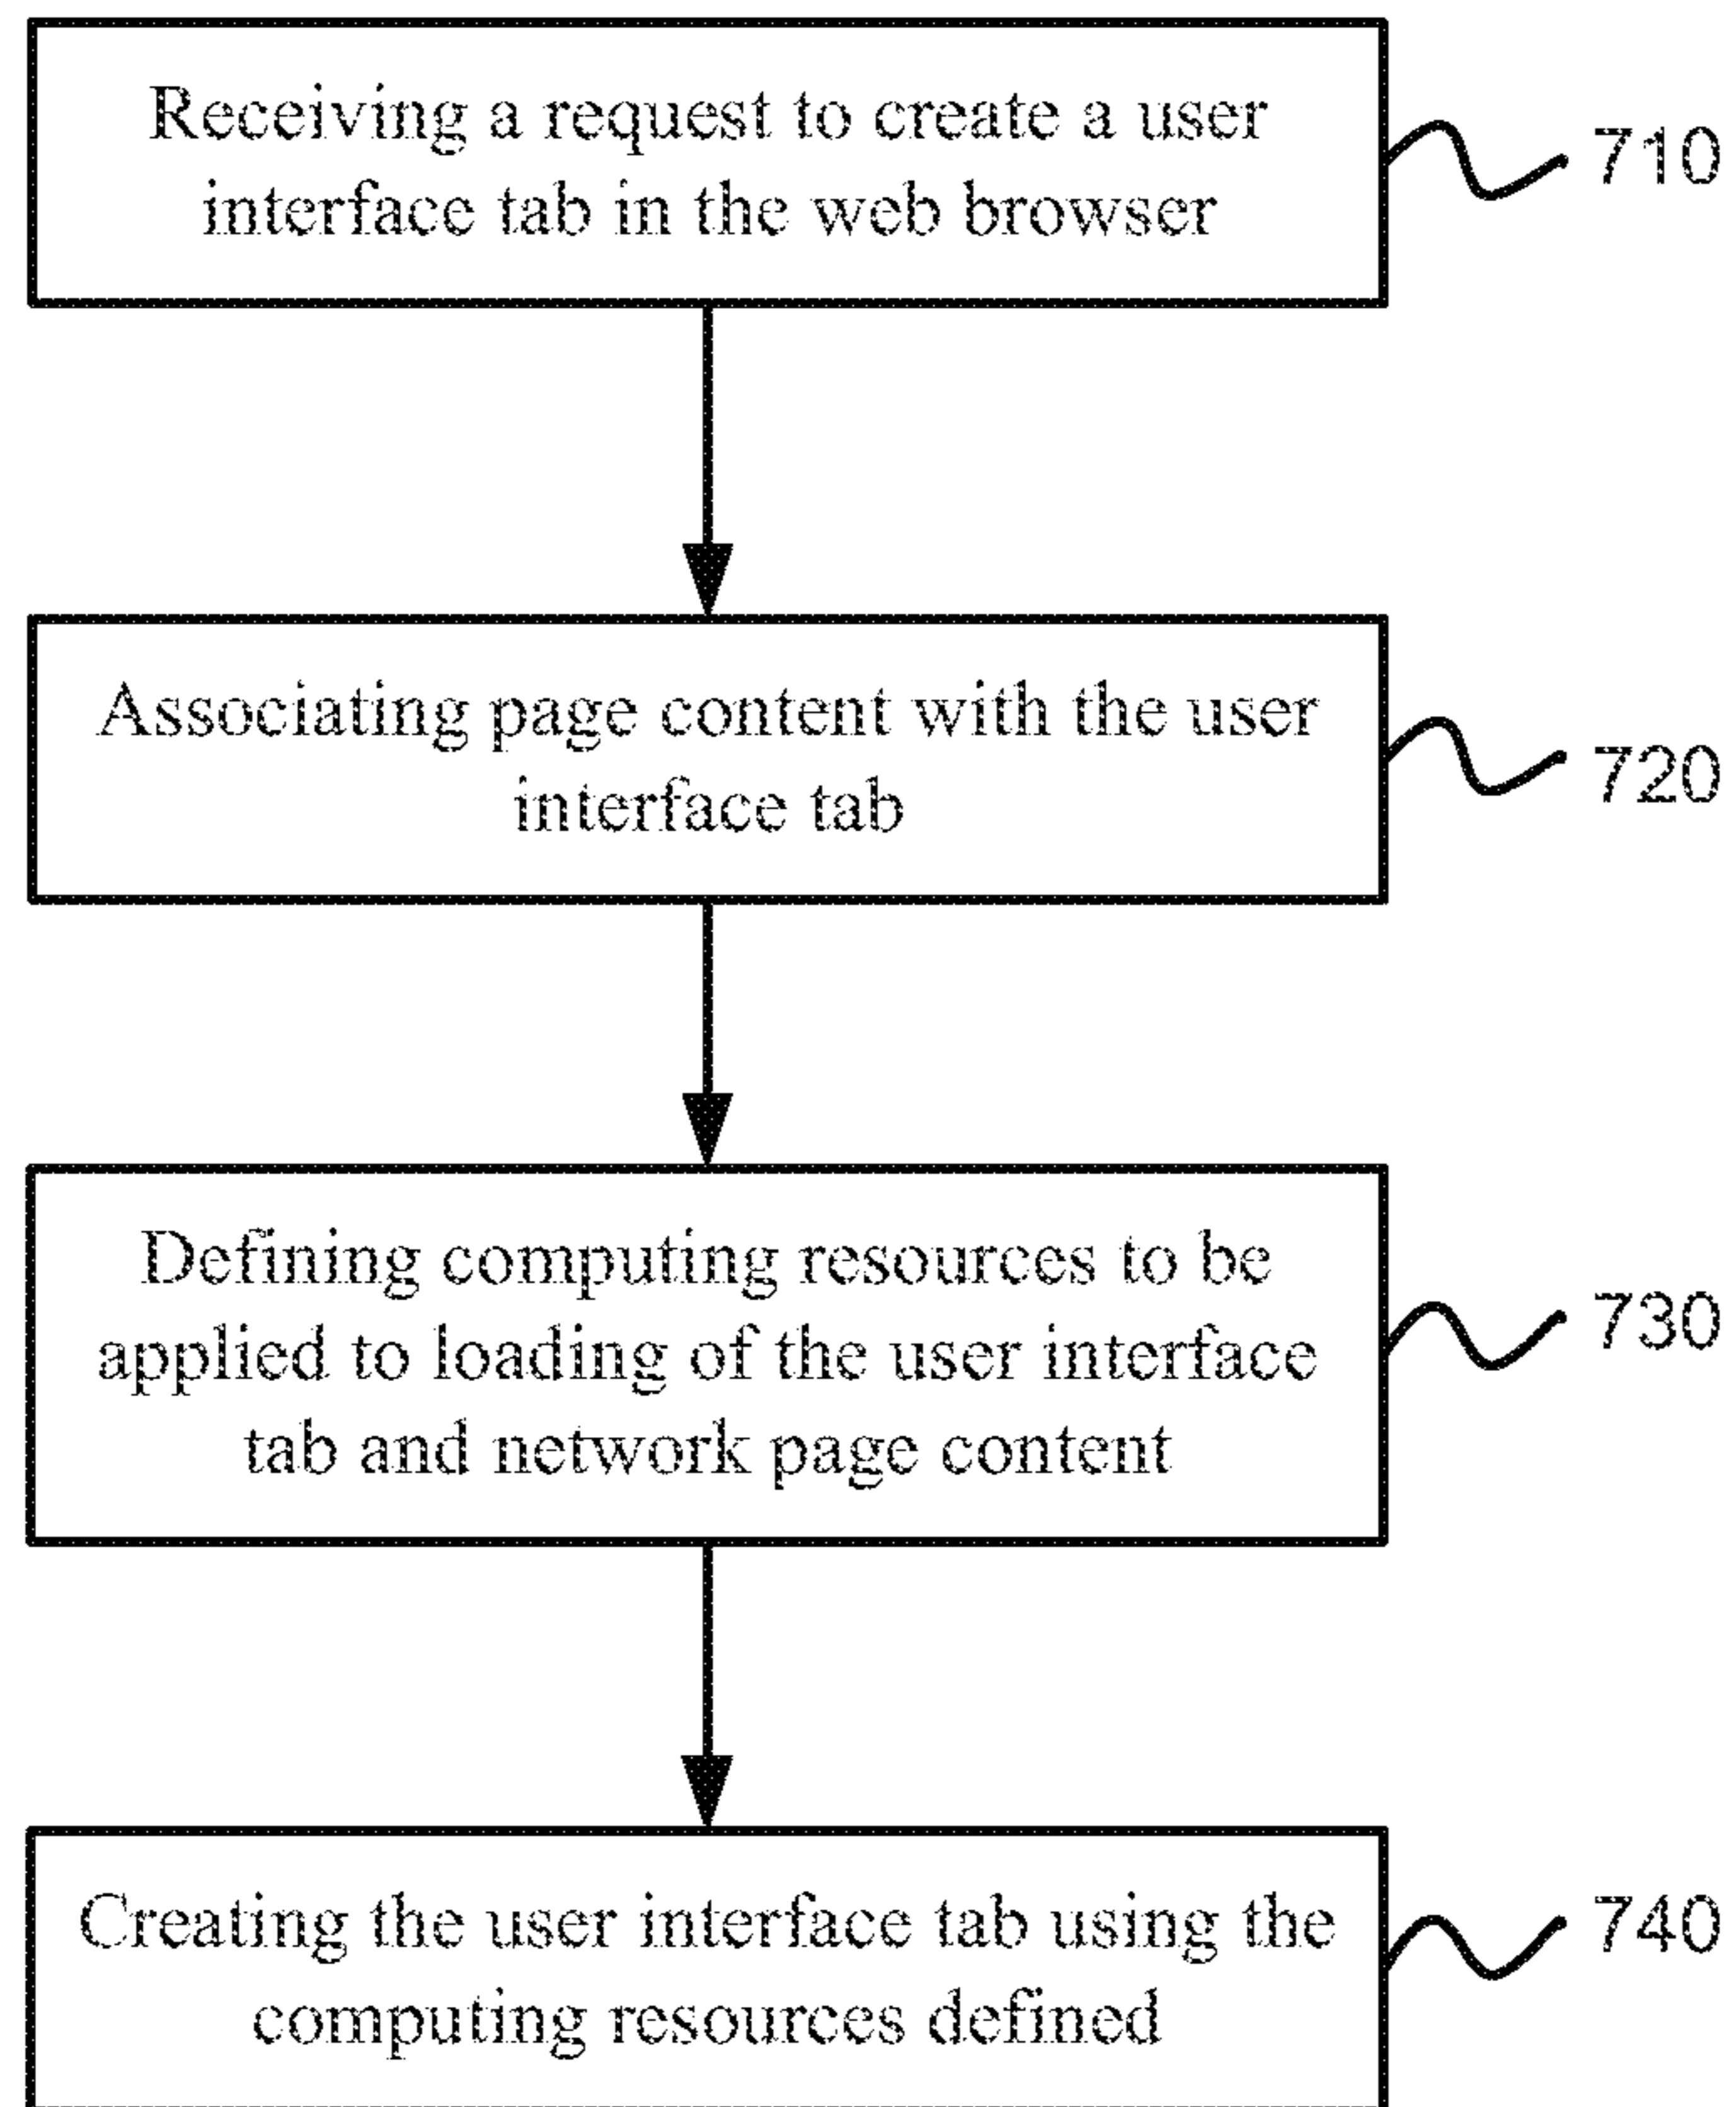 Receiving a request to create a user
interface tab in the web browser
710
Associating page content with the user
interface tab
720
Defining computing resources to be
applied to loading of the user interface
tab and network page content
730
Creating the user interface tab using the
computing resources defined
740